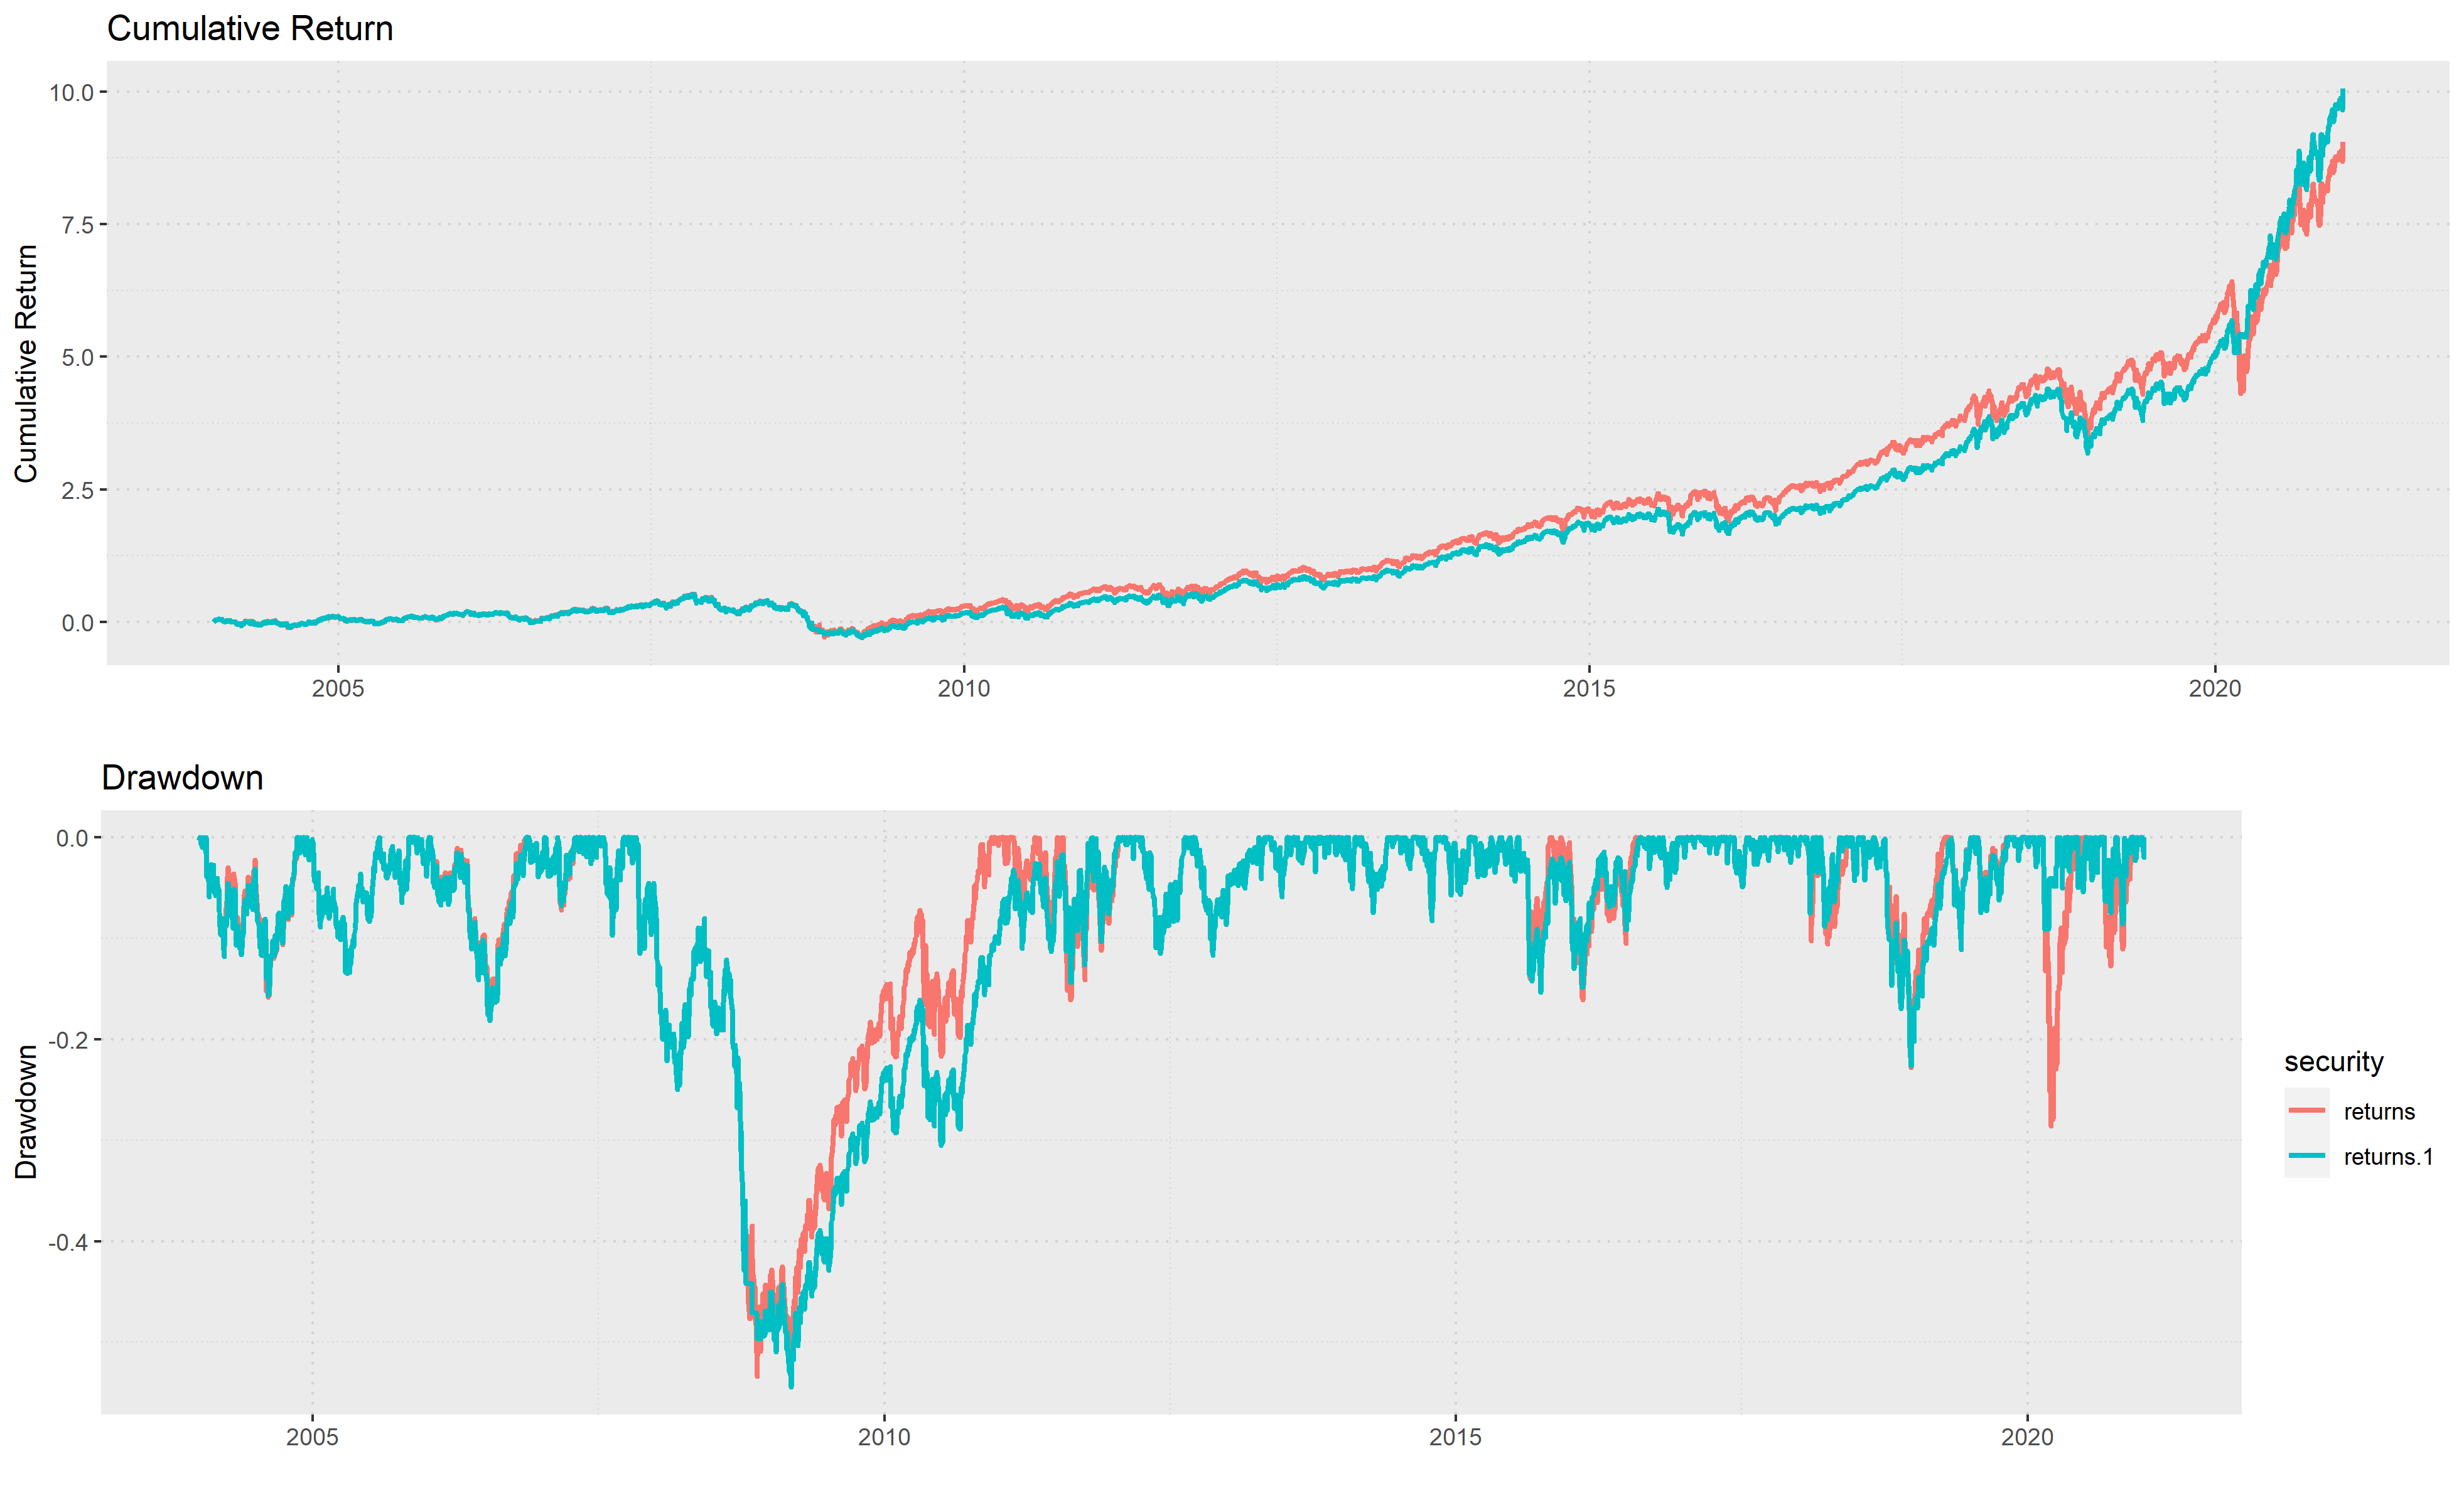 Cumulative Return
Cumulative Return
10.0
7.5
5.0
2.5
0.0
2005 2010 2015 2020
Drawdown
Drawdown
0.0
-0.2
-0.4
2005 2010 2015 2020
security
returns
returns.1